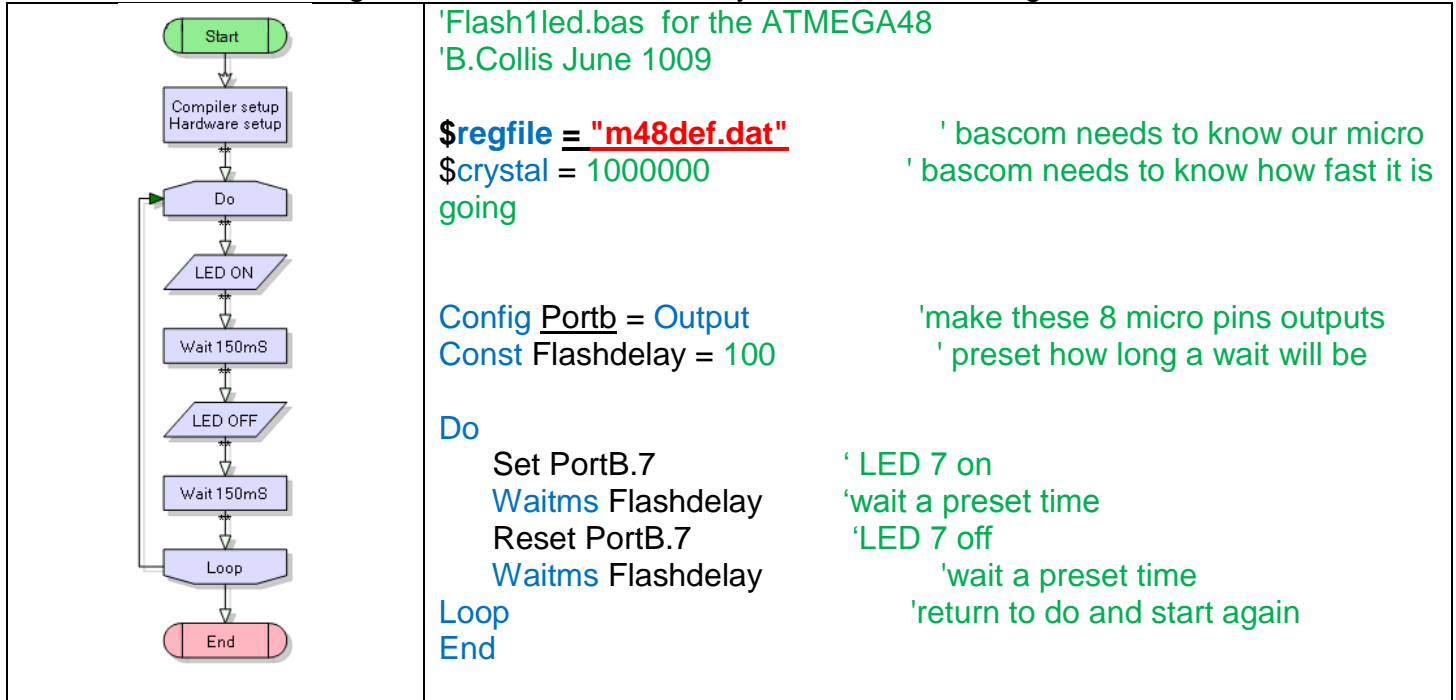 Start
Compiler setup
Hardware setup
Do
LED ON
Wait 150mS
LED OFF
Wait 150mS
Loop
End
'Flash1led.bas  for the ATMEGA48
'B.Collis June 1009
$regfile = "m48def.dat" ' bascom needs to know our micro
$crystal = 1000000 ' bascom needs to know how fast it is
going
Config Portb = Output 'make these 8 micro pins outputs
Const Flashdelay = 100 ' preset how long a wait will be
Do
Set PortB.7 ‘ LED 7 on
Waitms Flashdelay ‘wait a preset time
Reset PortB.7 ‘LED 7 off
Waitms Flashdelay 'wait a preset time
Loop 'return to do and start again
End